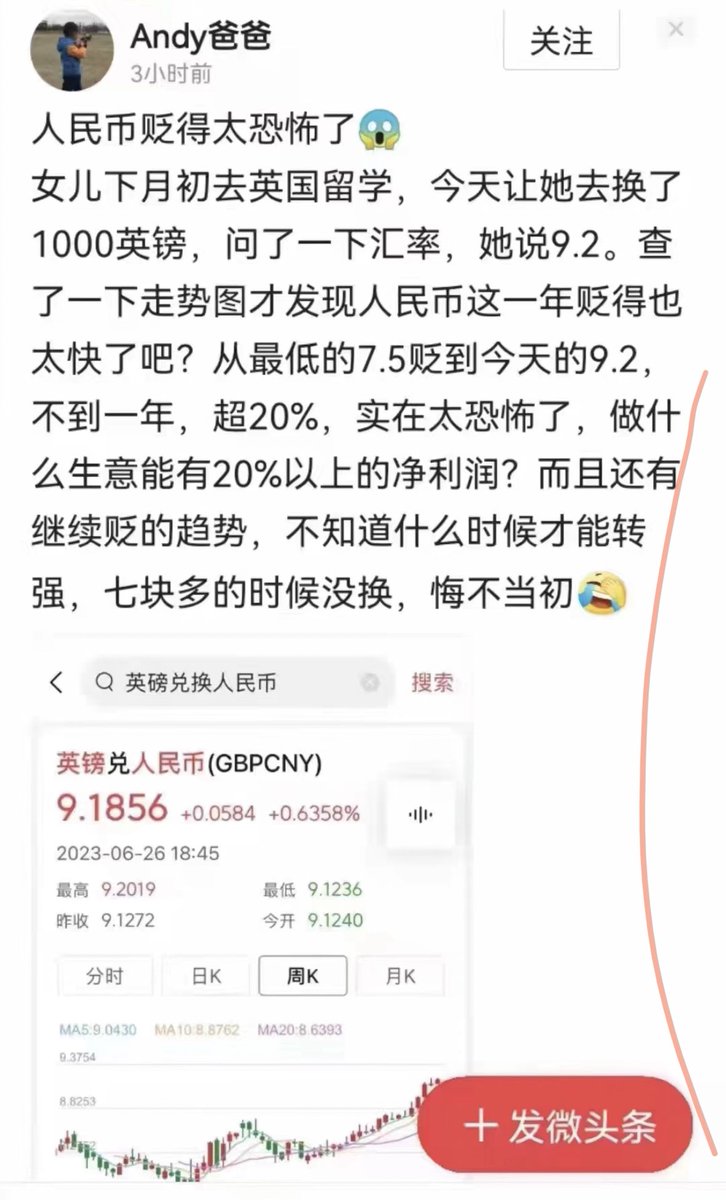 Andy爸爸
3小时前
关注
×
人民币贬得太恐怖了😱
女儿下月初去英国留学，今天让她去换了
1000英镑，问了一下汇率，她说9.2。查
了一下走势图才发现人民币这一年贬得也
太快了吧？从最低的7.5贬到今天的9.2，
不到一年，超20%，实在太恐怖了，做什
么生意能有20%以上的净利润？而且还有
继续贬的趋势，不知道什么时候才能转
强，七块多的时候没换，悔不当初🤣
英磅兑换人民币
搜索
英镑兑人民币(GBPCNY)
9.1856 +0.0584 +0.6358%
2023-06-26 18:45
最高 9.2019 最低 9.1236
昨收 9.1272 今开 9.1240
分时 日K 周K 月K
MA5:9.0430 MA10:8.8762 MA20:8.6393
9.3754
8.8253
十发微头条